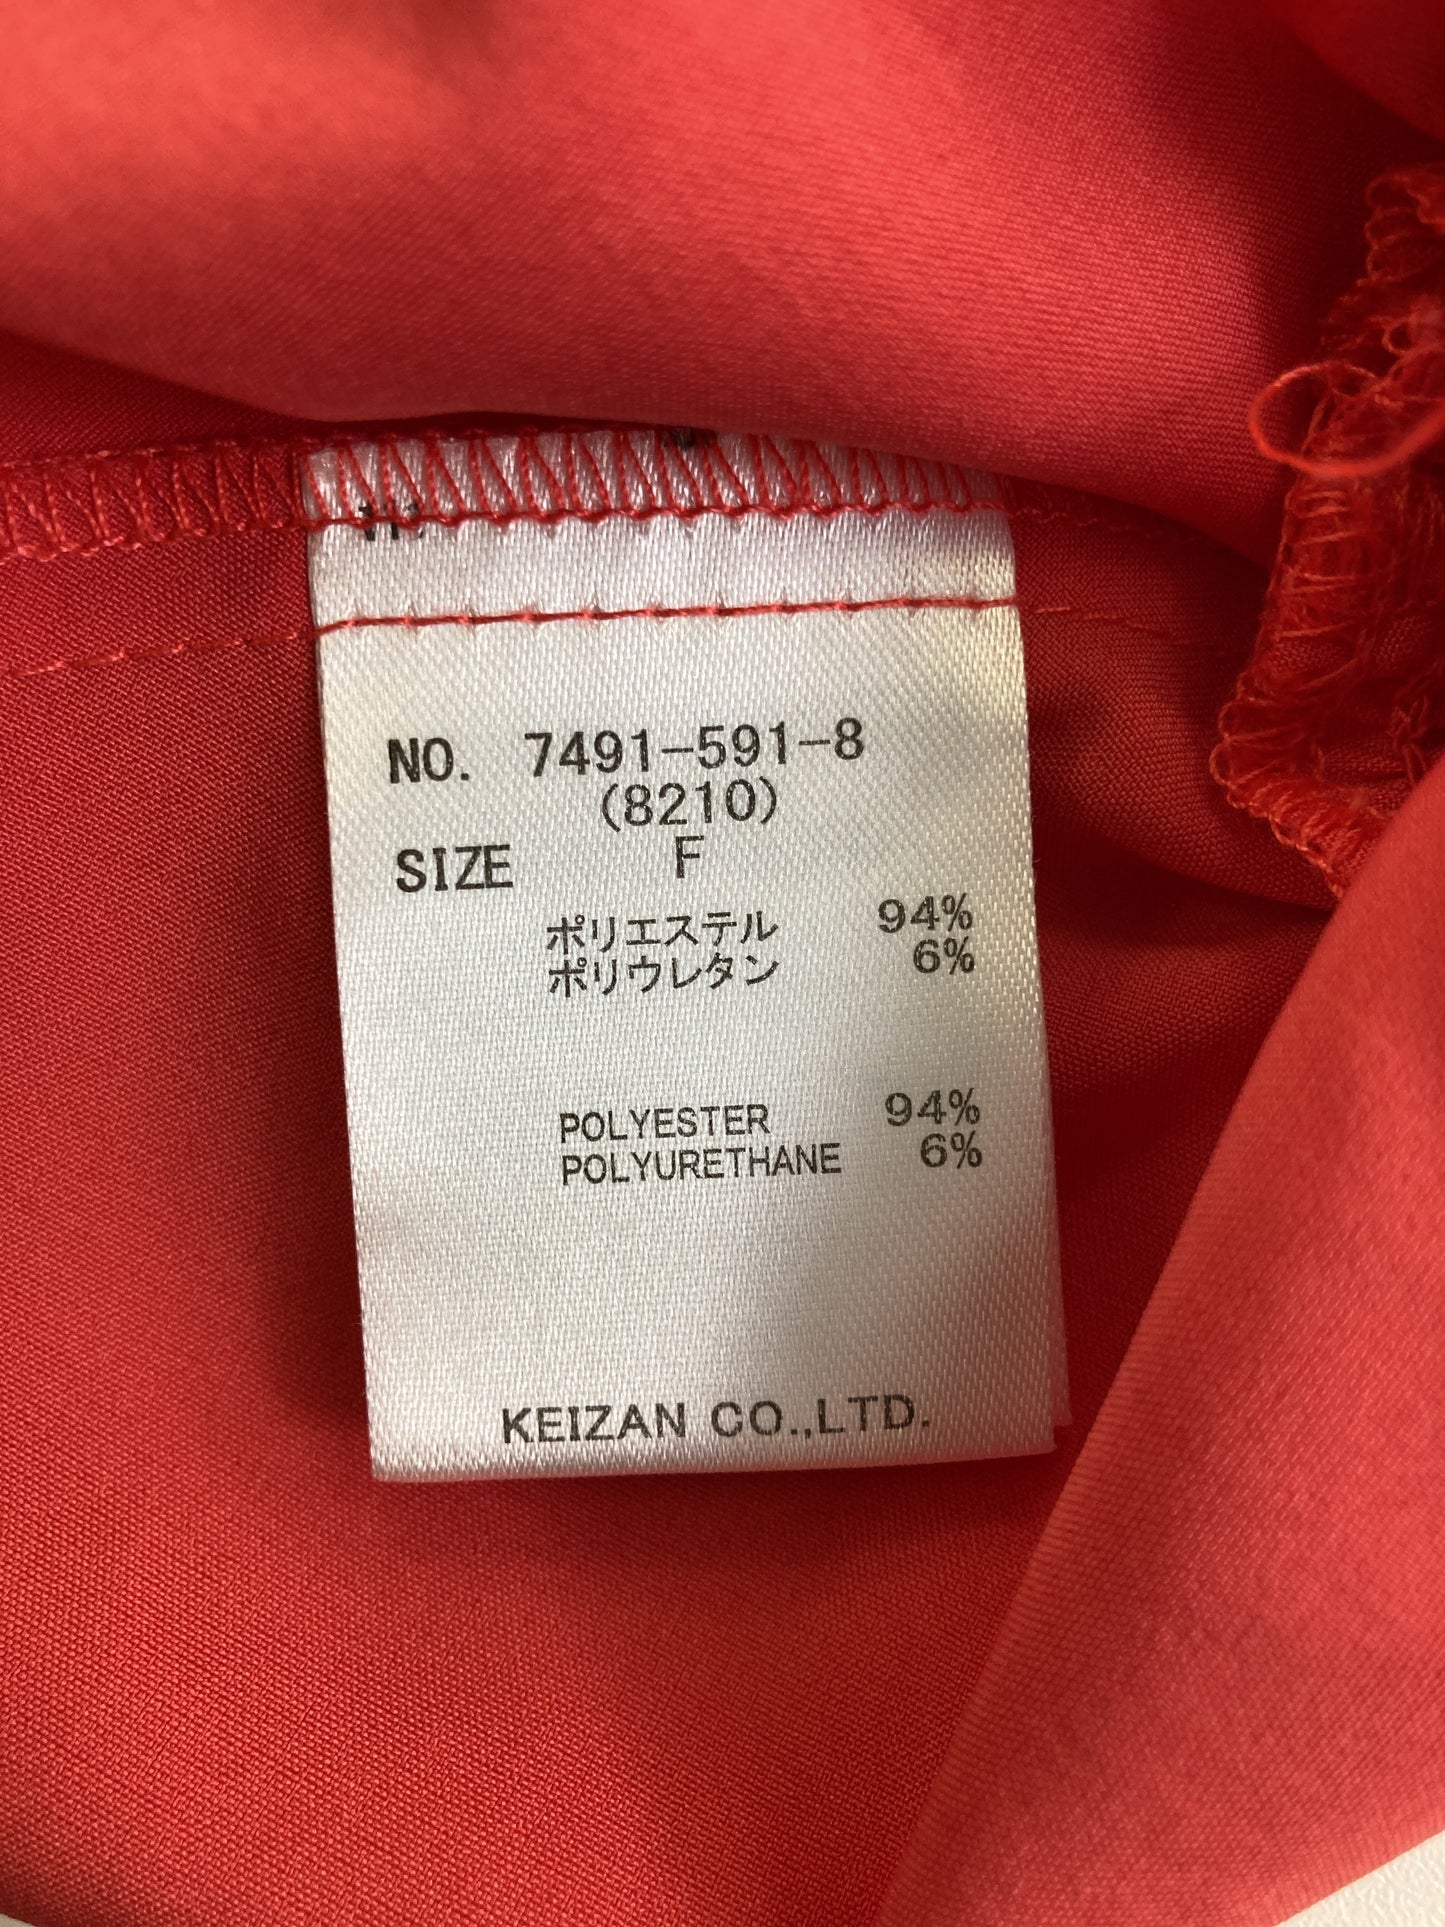 NO. 7491-591-8
(8210)
SIZE F
ポリエステル 94%
ポリウレタン 6%
POLYESTER 94%
POLYURETHANE 6%
KEIZAN CO.,LTD.